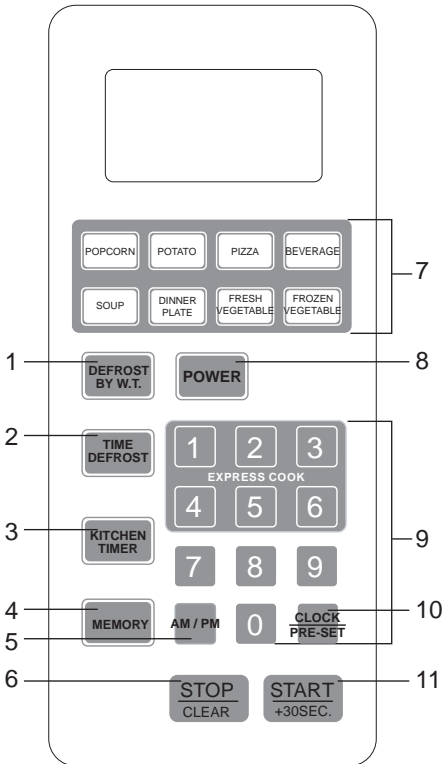 POPCORN POTATO PIZZA BEVERAGE
7
SOUP DINNER PLATE FRESH VEGETABLE FROZEN VEGETABLE
1 DEFROST BY W.T. POWER 8
2 TIME DEFROST
1 2 3
EXPRESS COOK
4 5 6
3 KITCHEN TIMER
9
7 8 9
4 MEMORY AM / PM 0 CLOCK PRE-SET 10
5
6 STOP CLEAR START +30SEC. 11